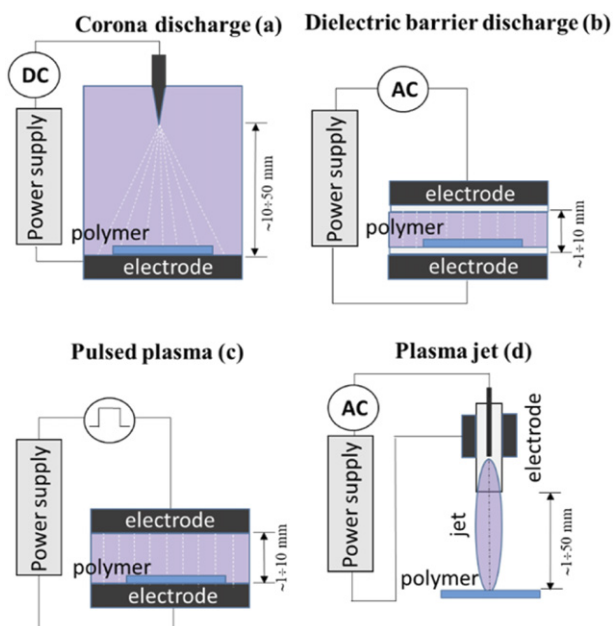 Corona discharge (a)
DC
Power supply
polymer
electrode
~10÷50 mm
Dielectric barrier discharge (b)
AC
Power supply
electrode
polymer
electrode
~1÷10 mm
Pulsed plasma (c)
Power supply
electrode
polymer
electrode
~1÷10 mm
Plasma jet (d)
AC
Power supply
electrode
jet
polymer
~1÷50 mm